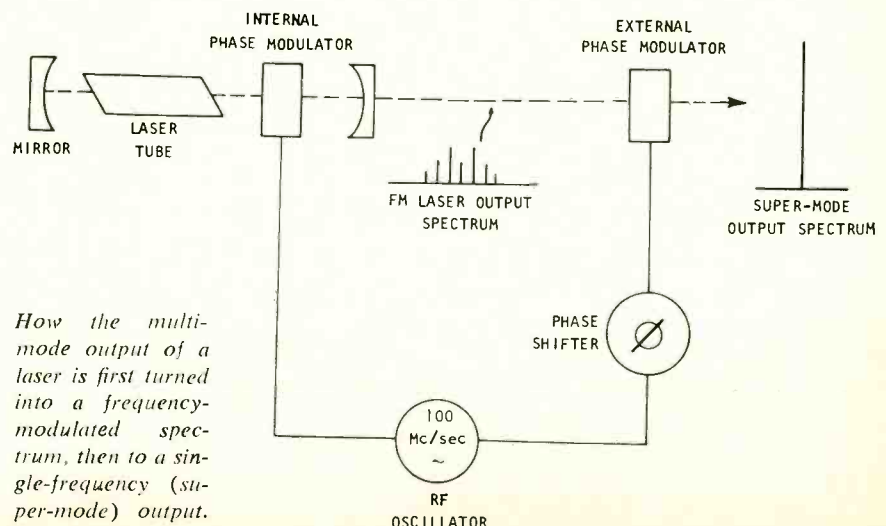 INTERNAL
PHASE MODULATOR
EXTERNAL
PHASE MODULATOR
MIRROR
LASER
TUBE
FM LASER OUTPUT
SPECTRUM
SUPER-MODE
OUTPUT SPECTRUM
PHASE
SHIFTER
100
Mc/sec
~
RF
OSCILLATOR
How the multi-
mode output of a
laser is first turned
into a frequency-
modulated spec-
trum, then to a sin-
gle-frequency (su-
per-mode) output.